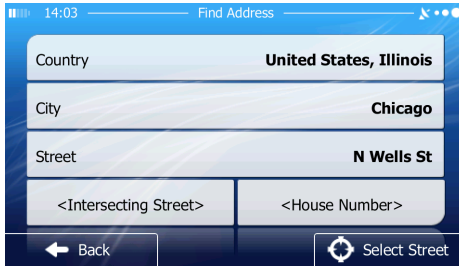 14:03 Find Address
Country United States, Illinois
City Chicago
Street N Wells St
<Intersecting Street> <House Number>
Back Select Street